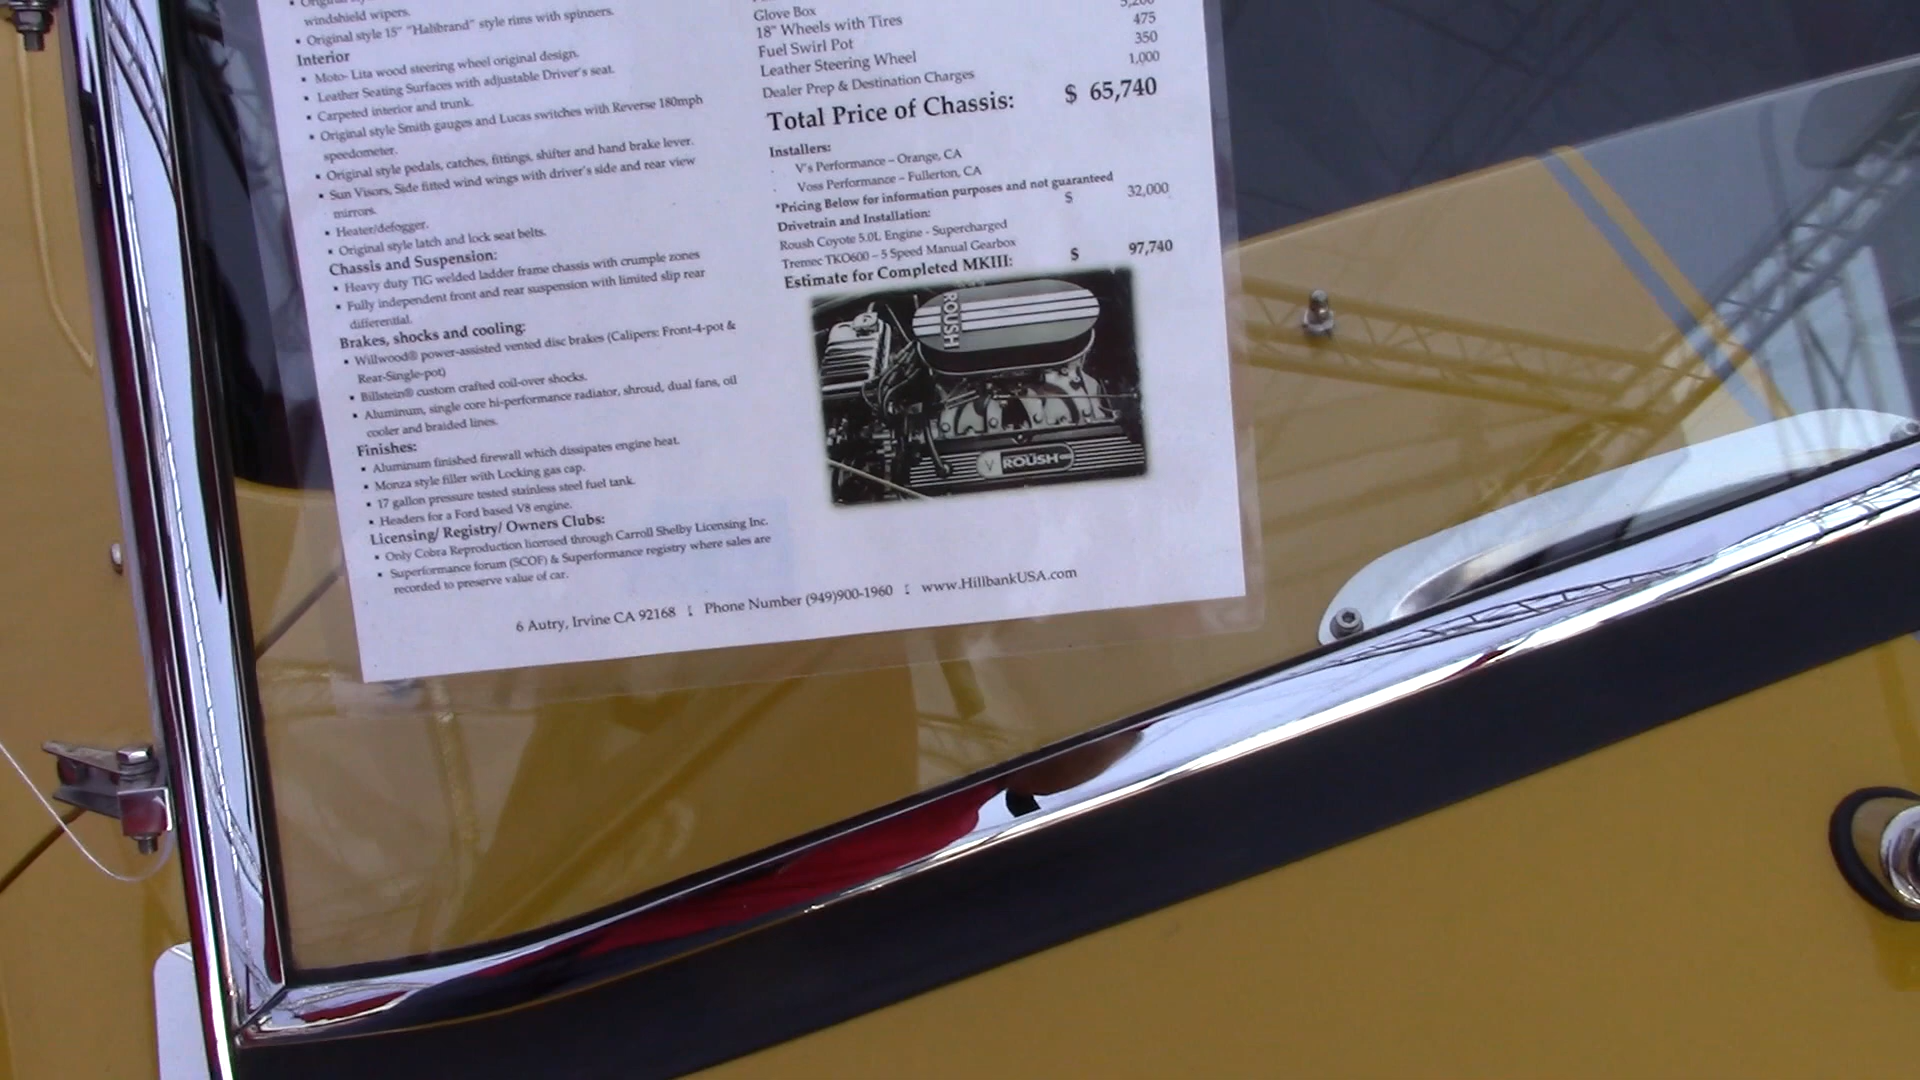 windshield wipers.
• Original style 15" "Halibrand" style rims with spinners.
Interior
• Moto- Lita wood steering wheel original design.
• Leather Seating Surfaces with adjustable Driver's seat.
• Carpeted interior and trunk.
• Original style Smith gauges and Lucas switches with Reverse 180mph
speedometer.
• Original style pedals, catches, fittings, shifter and hand brake lever.
• Sun Visors, Side fitted wind wings with driver's side and rear view
mirrors.
• Heater/defogger.
• Original style latch and lock seat belts.
Chassis and Suspension:
• Heavy duty TIG welded ladder frame chassis with crumple zones
• Fully independent front and rear suspension with limited slip rear
differential.
Brakes, shocks and cooling:
• Willwood® power-assisted vented disc brakes (Calipers: Front-4-pot &
Rear-Single-pot)
• Billstein® custom crafted coil-over shocks.
• Aluminum, single core hi-performance radiator, shroud, dual fans, oil
cooler and braided lines.
Finishes:
• Aluminum finished firewall which dissipates engine heat.
• Monza style filler with Locking gas cap.
• 17 gallon pressure tested stainless steel fuel tank.
• Headers for a Ford based V8 engine.
Licensing/ Registry/ Owners Clubs:
• Only Cobra Reproduction licensed through Carroll Shelby Licensing Inc.
• Superformance forum (SCOF) & Superformance registry where sales are
recorded to preserve value of car.
Glove Box
18" Wheels with Tires 475
Fuel Swirl Pot 350
Leather Steering Wheel 1,000
Dealer Prep & Destination Charges
Total Price of Chassis: $ 65,740
Installers:
V's Performance – Orange, CA
Voss Performance – Fullerton, CA
*Pricing Below for information purposes and not guaranteed
Drivetrain and Installation: $ 32,000
Roush Coyote 5.0L Engine - Supercharged
Tremec TKO600 – 5 Speed Manual Gearbox
Estimate for Completed MKIII: $ 97,740
ROUSH
V ROUSH
6 Autry, Irvine CA 92168 ⁞ Phone Number (949)900-1960 ⁞ www.HillbankUSA.com